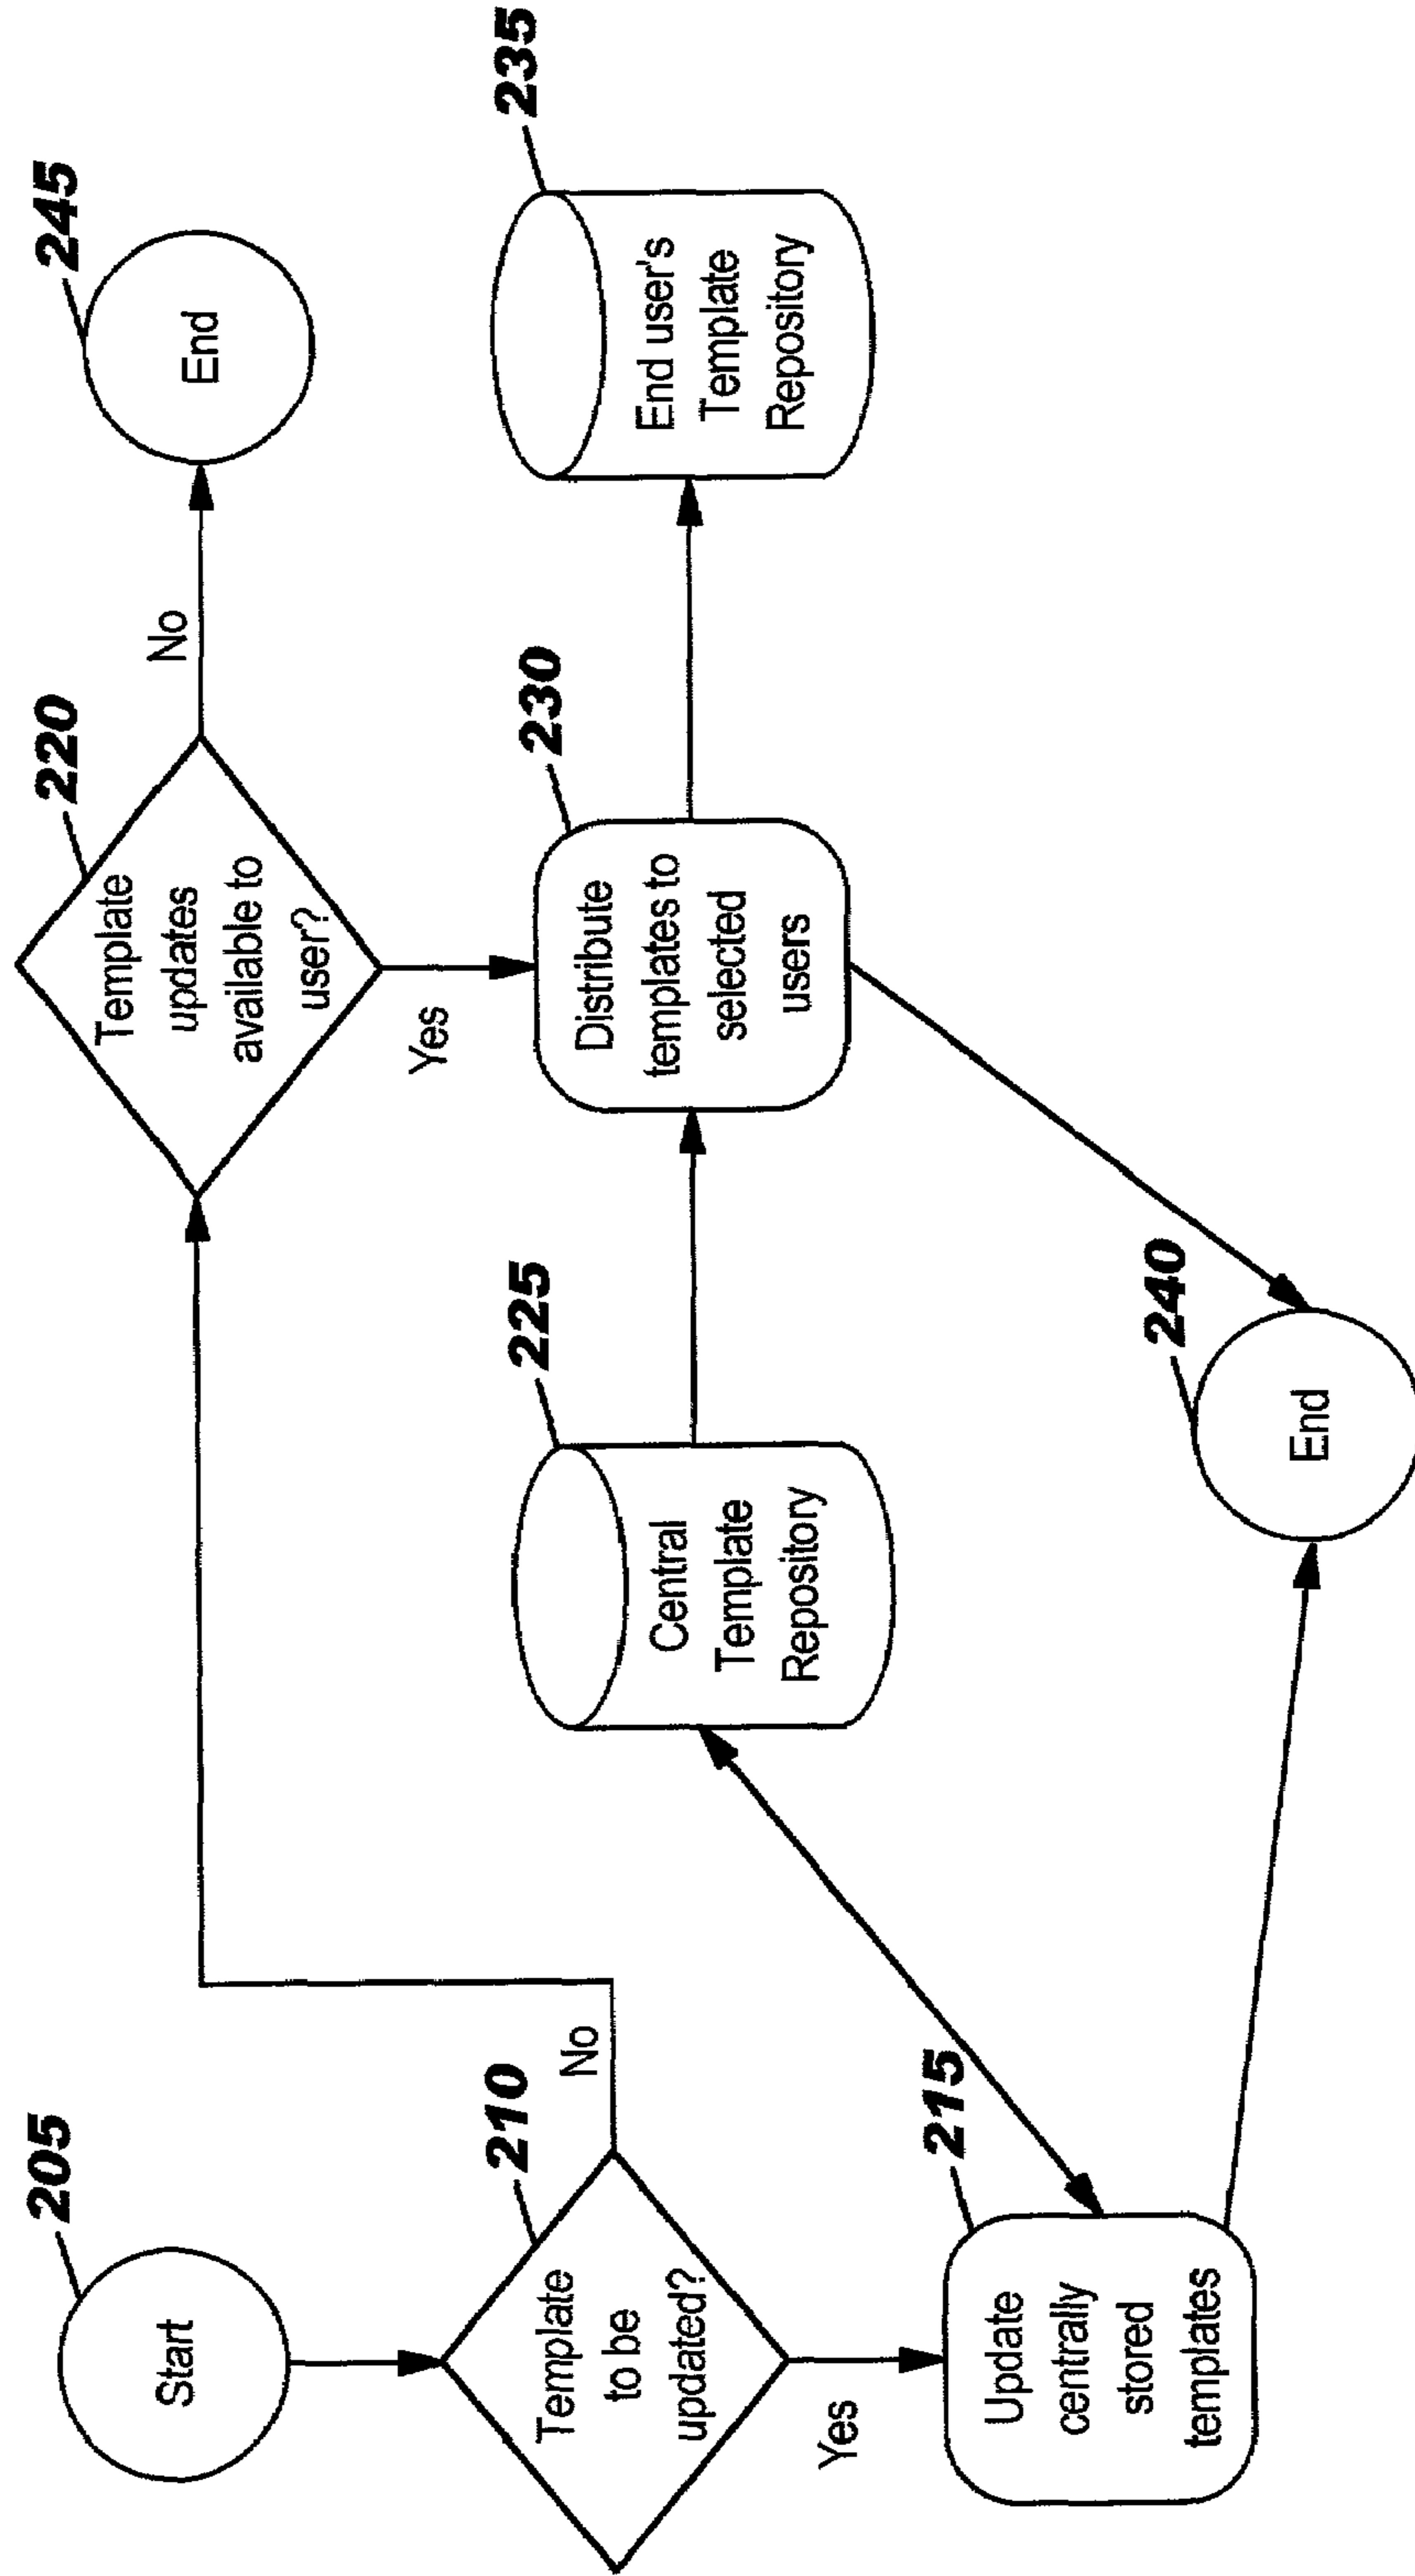 205
Start
210
Template
to be
updated?
No
Yes
215
Update
centrally
stored
templates
220
Template
updates
available to
user?
No
Yes
245
End
225
Central
Template
Repository
230
Distribute
templates to
selected
users
235
End user's
Template
Repository
240
End